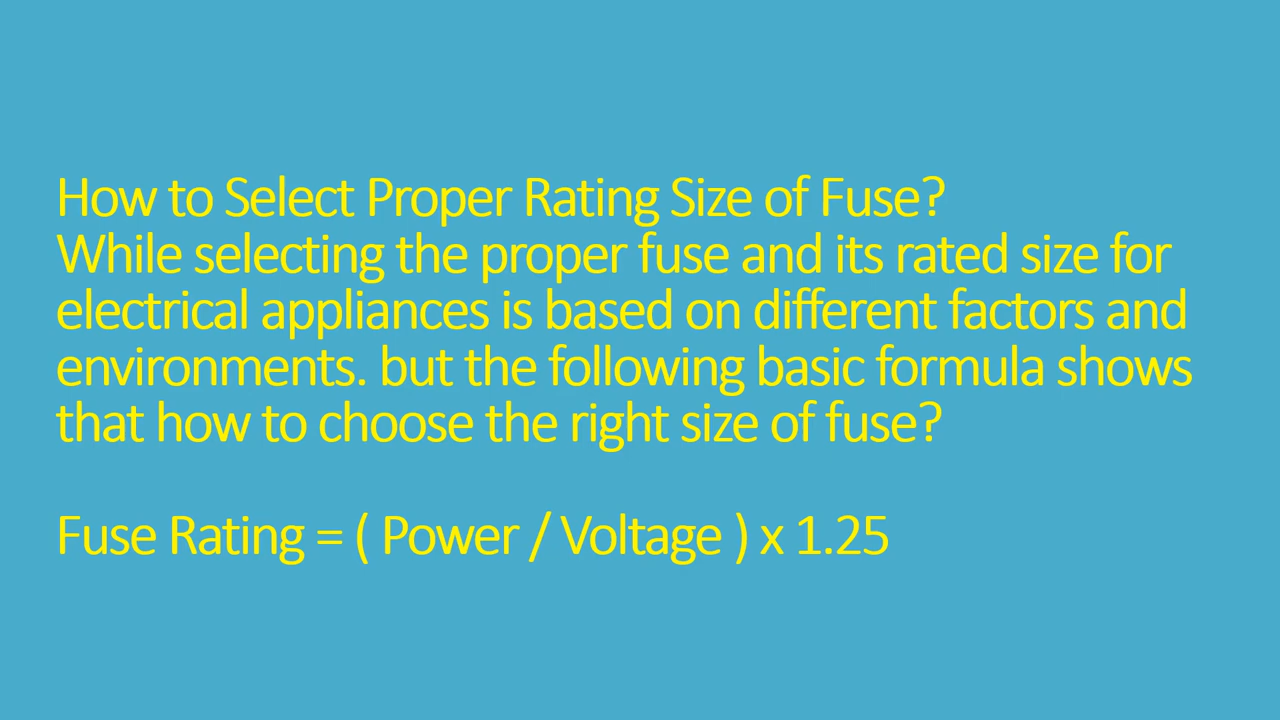 How to Select Proper Rating Size of Fuse?
While selecting the proper fuse and its rated size for
electrical appliances is based on different factors and
environments. but the following basic formula shows
that how to choose the right size of fuse?
Fuse Rating = ( Power / Voltage ) x 1.25